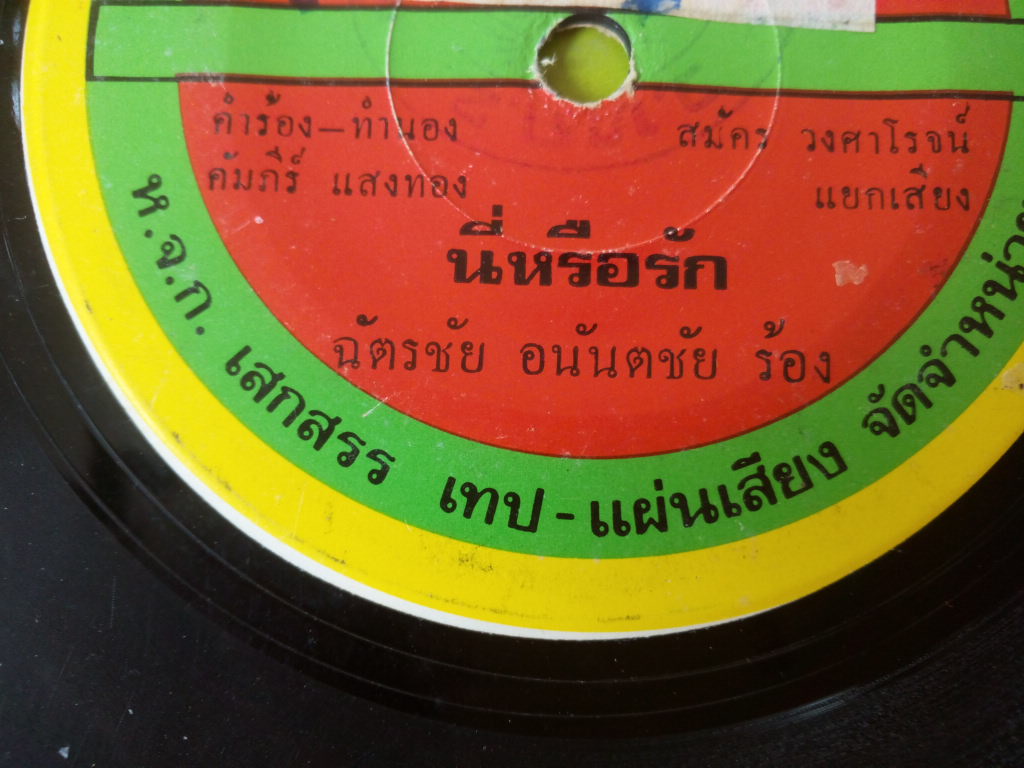 คำร้อง-ทำนอง
คัมภีร์ แสงทอง
สมัคร วงศาโรจน์
แยกเสียง
นี่หรือรัก
ฉัตรชัย อนันตชัย ร้อง
ห.จ.ก. เสกสรร เทป-แผ่นเสียง จัดจำหน่าย